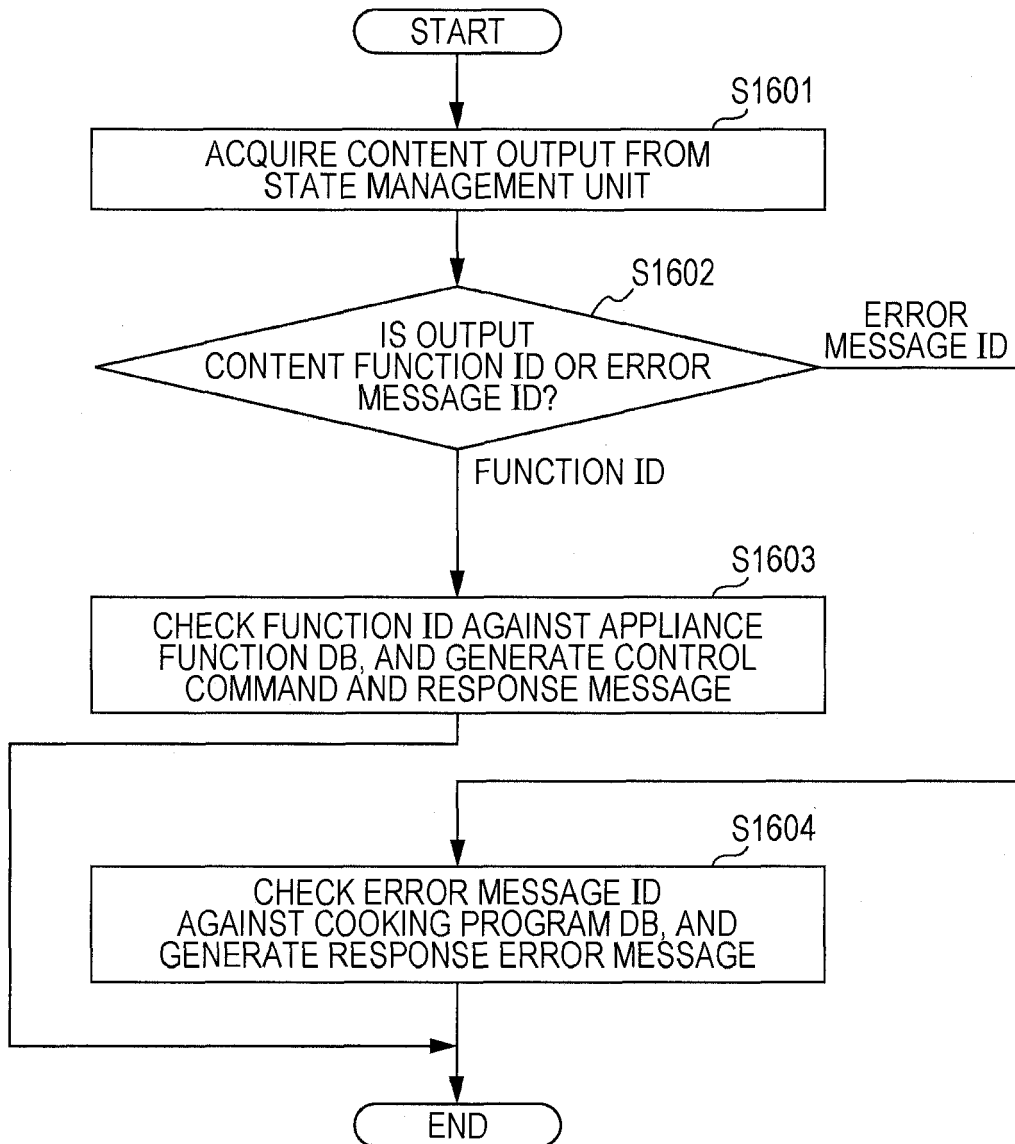 START
S1601
ACQUIRE CONTENT OUTPUT FROM
STATE MANAGEMENT UNIT
S1602
IS OUTPUT
CONTENT FUNCTION ID OR ERROR
MESSAGE ID?
ERROR
MESSAGE ID
FUNCTION ID
S1603
CHECK FUNCTION ID AGAINST APPLIANCE
FUNCTION DB, AND GENERATE CONTROL
COMMAND AND RESPONSE MESSAGE
S1604
CHECK ERROR MESSAGE ID
AGAINST COOKING PROGRAM DB, AND
GENERATE RESPONSE ERROR MESSAGE
END